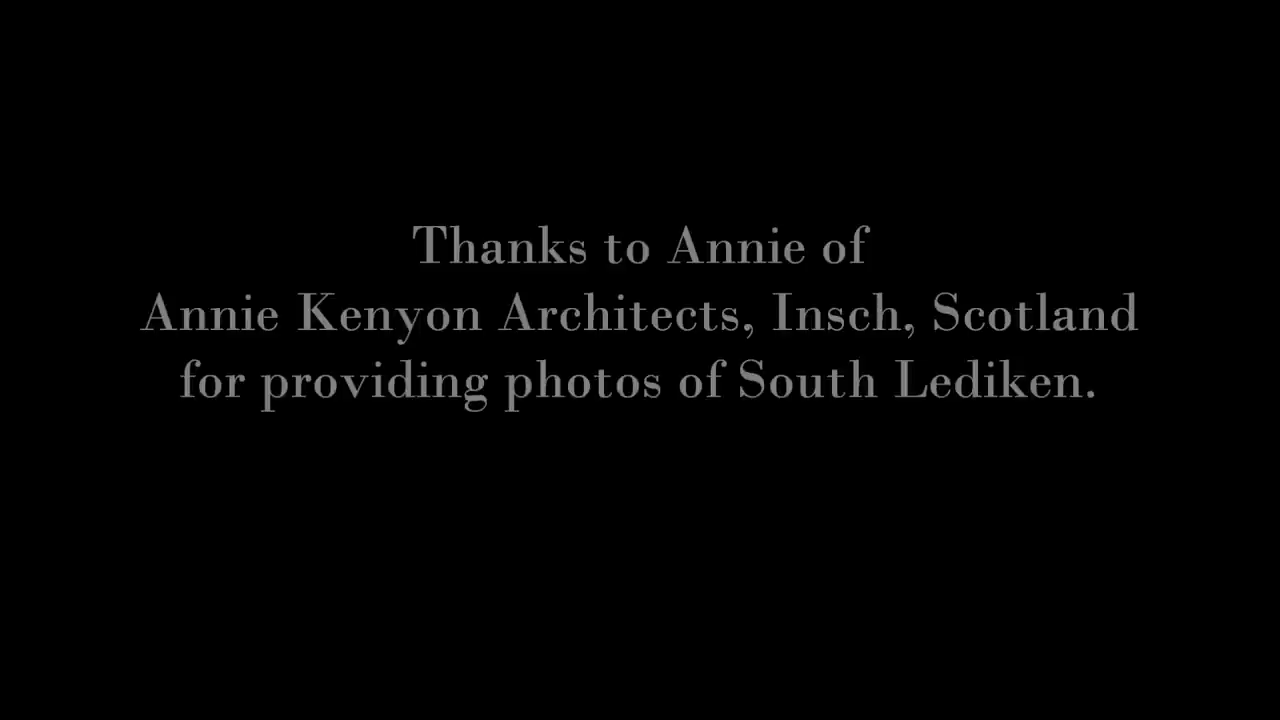 Thanks to Annie of
Annie Kenyon Architects, Insch, Scotland
for providing photos of South Lediken.